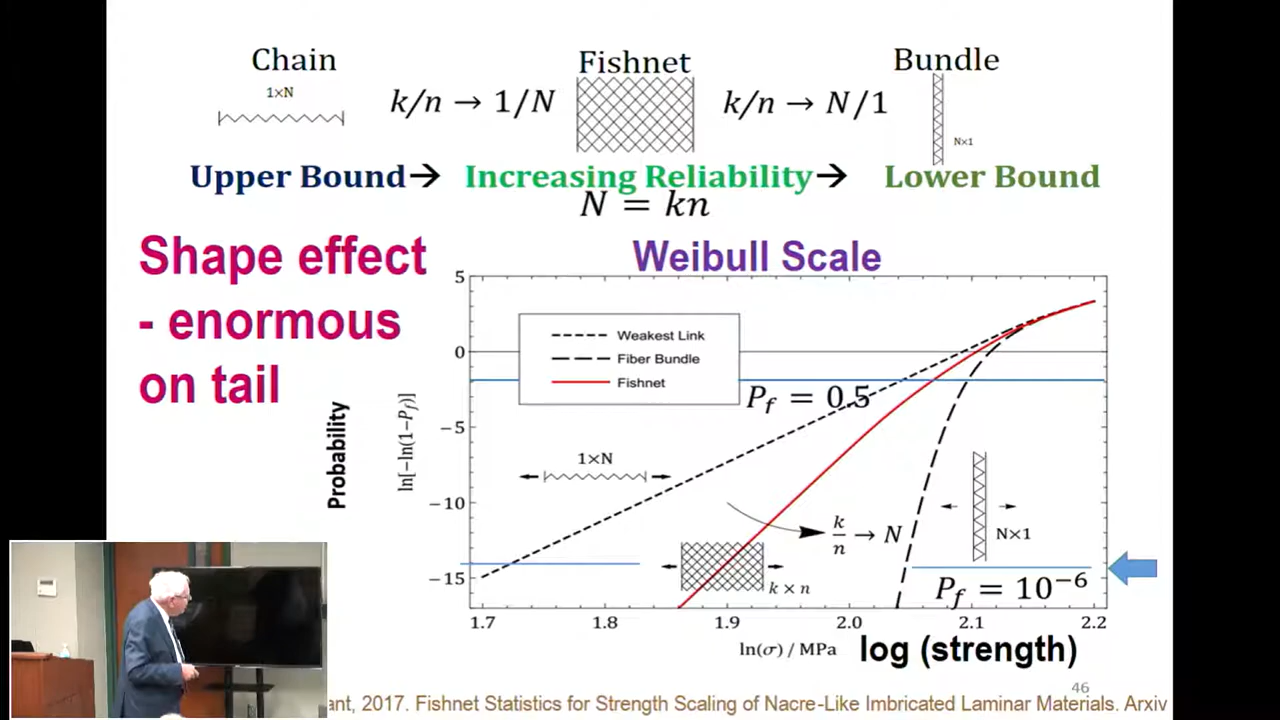 Chain
Fishnet
Bundle
1×N
k/n → 1/N
k/n → N/1
N×1
Upper Bound→ Increasing Reliability→ Lower Bound
N = kn
Shape effect
- enormous
on tail
Weibull Scale
Probability
ln[−ln(1−Pf)]
5
0
−5
−10
−15
Weakest Link
Fiber Bundle
Fishnet
Pf = 0.5
1×N
k/n → N
N×1
k × n
Pf = 10⁻⁶
1.7 1.8 1.9 2.0 2.1 2.2
ln(σ) / MPa
log (strength)
46
ant, 2017. Fishnet Statistics for Strength Scaling of Nacre-Like Imbricated Laminar Materials. Arxiv